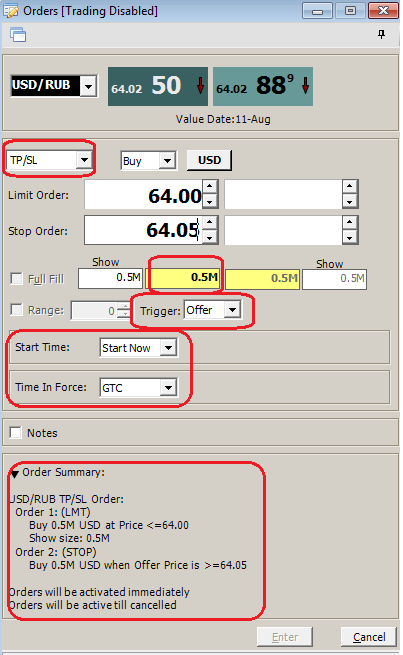 Orders [Trading Disabled]
USD/RUB 64.02 50 64.02 88⁹
Value Date:11-Aug
TP/SL Buy USD
Limit Order: 64.00
Stop Order: 64.05
Show Show
Full Fill 0.5M 0.5M 0.5M 0.5M
Range: 0 Trigger: Offer
Start Time: Start Now
Time In Force: GTC
Notes
Order Summary:
USD/RUB TP/SL Order:
Order 1: (LMT)
Buy 0.5M USD at Price <=64.00
Show size: 0.5M
Order 2: (STOP)
Buy 0.5M USD when Offer Price is >=64.05
Orders will be activated immediately
Orders will be active till cancelled
Enter Cancel